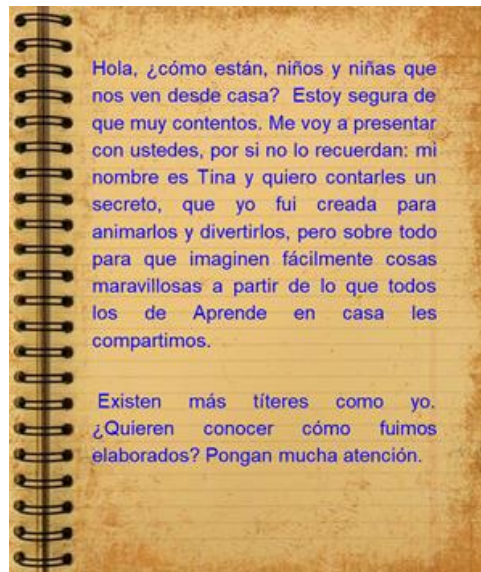 Hola, ¿cómo están, niños y niñas que
nos ven desde casa? Estoy segura de
que muy contentos. Me voy a presentar
con ustedes, por si no lo recuerdan: mi
nombre es Tina y quiero contarles un
secreto, que yo fui creada para
animarlos y divertirlos, pero sobre todo
para que imaginen fácilmente cosas
maravillosas a partir de lo que todos
los de Aprende en casa les
compartimos.
Existen más títeres como yo.
¿Quieren conocer cómo fuimos
elaborados? Pongan mucha atención.